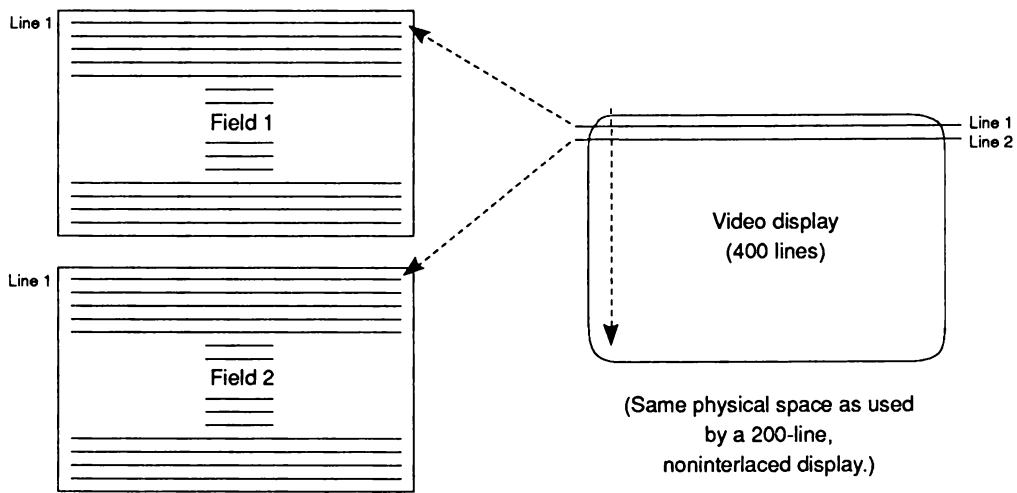 Line 1
Field 1
Line 1
Field 2
Line 1
Line 2
Video display
(400 lines)
(Same physical space as used
by a 200-line,
noninterlaced display.)